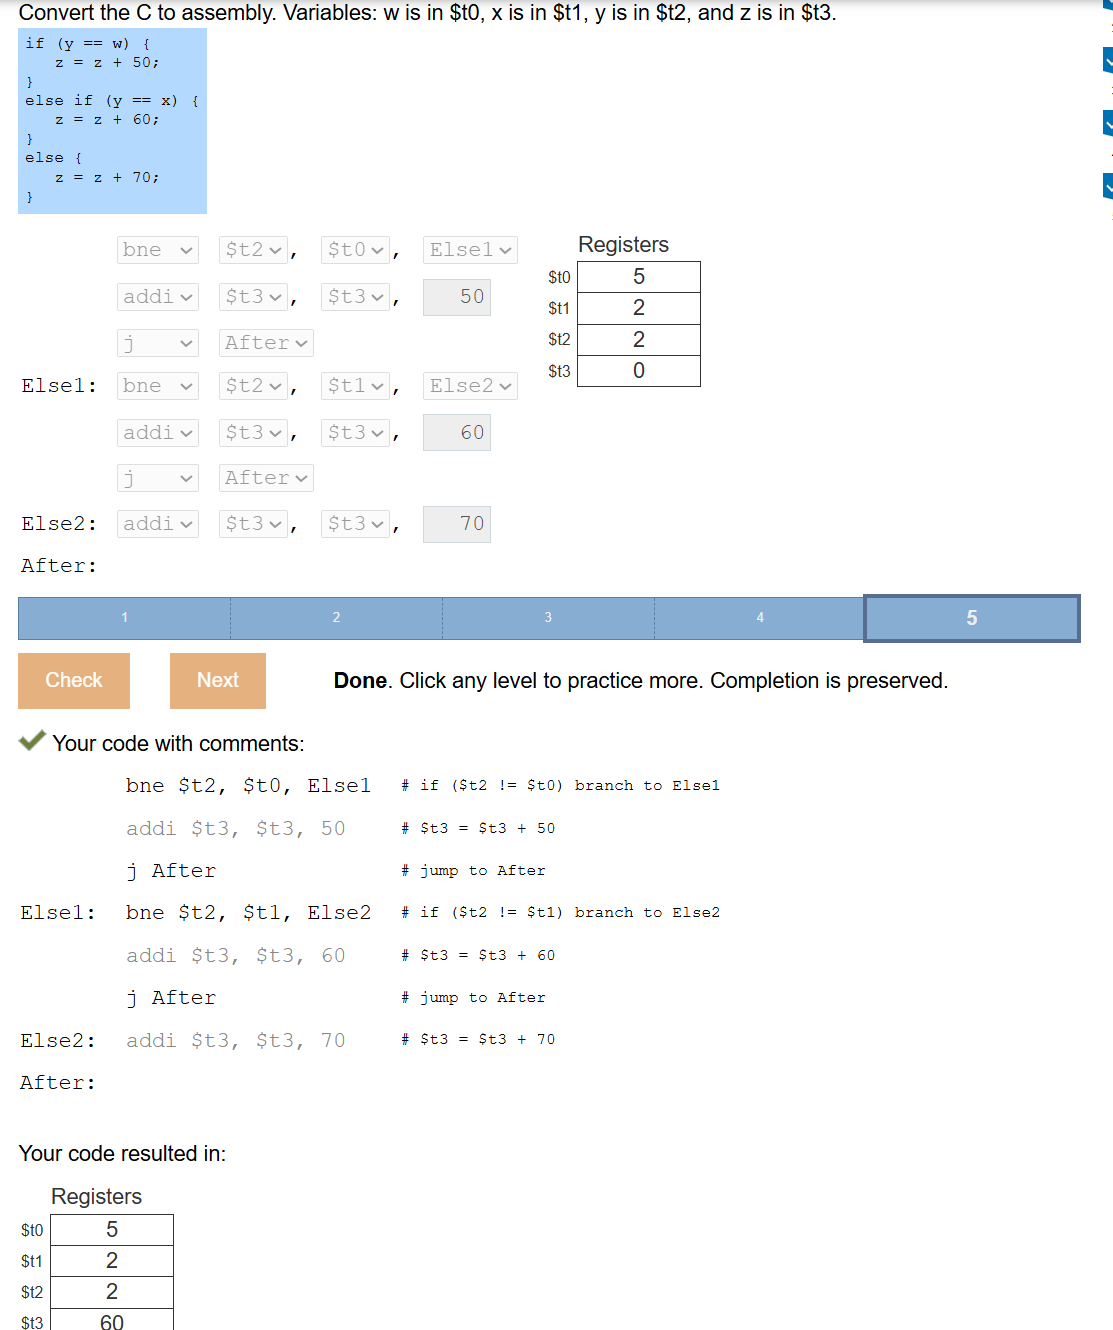 Convert the C to assembly. Variables: w is in $t0, x is in $t1, y is in $t2, and z is in $t3.
if (y == w) {
   z = z + 50;
}
else if (y == x) {
   z = z + 60;
}
else {
   z = z + 70;
}
bne $t2, $t0, Else1
addi $t3, $t3, 50
j After
Else1: bne $t2, $t1, Else2
addi $t3, $t3, 60
j After
Else2: addi $t3, $t3, 70
After:
Registers
$t0 5
$t1 2
$t2 2
$t3 0
1 2 3 4 5
Check Next Done. Click any level to practice more. Completion is preserved.
Your code with comments:
bne $t2, $t0, Else1 # if ($t2 != $t0) branch to Else1
addi $t3, $t3, 50 # $t3 = $t3 + 50
j After # jump to After
Else1: bne $t2, $t1, Else2 # if ($t2 != $t1) branch to Else2
addi $t3, $t3, 60 # $t3 = $t3 + 60
j After # jump to After
Else2: addi $t3, $t3, 70 # $t3 = $t3 + 70
After:
Your code resulted in:
Registers
$t0 5
$t1 2
$t2 2
$t3 60